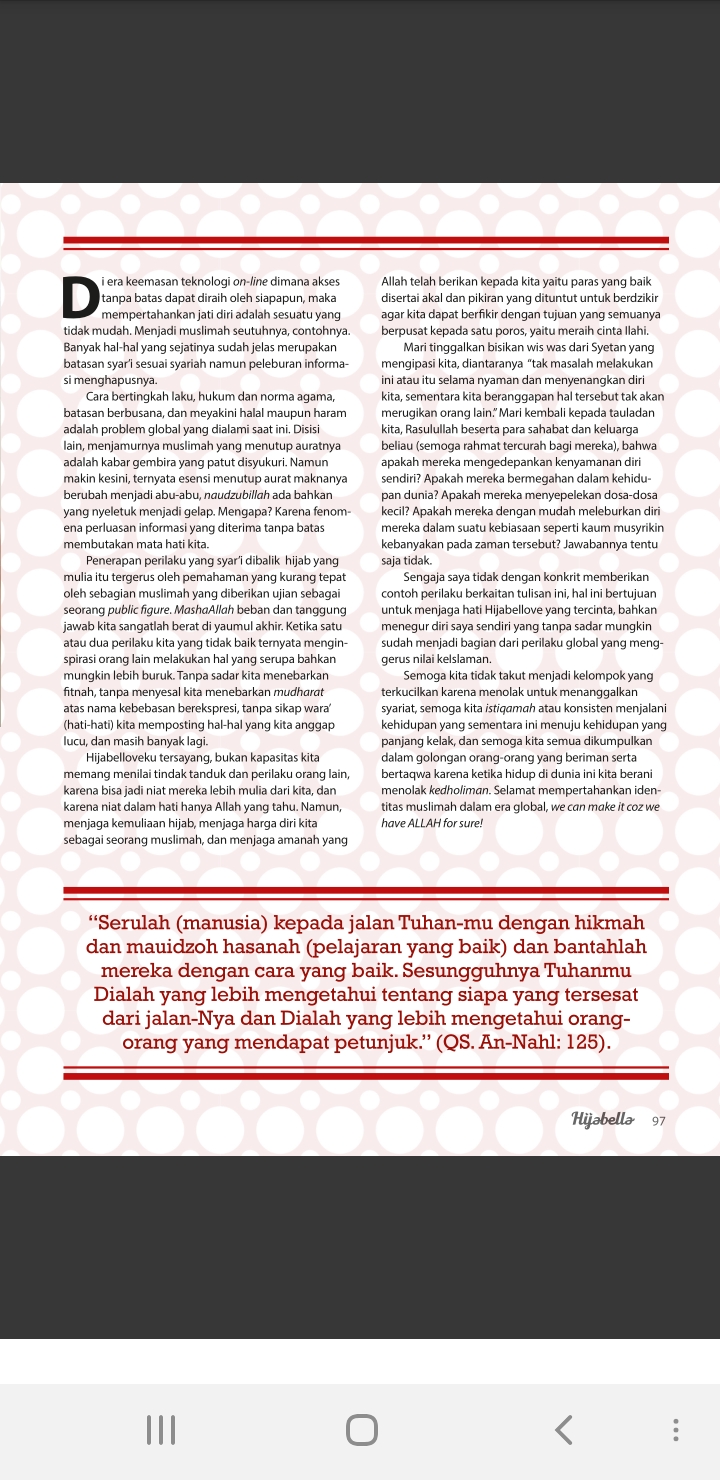 Di era keemasan teknologi on-line dimana akses
tanpa batas dapat diraih oleh siapapun, maka
mempertahankan jati diri adalah sesuatu yang
tidak mudah. Menjadi muslimah seutuhnya, contohnya.
Banyak hal-hal yang sejatinya sudah jelas merupakan
batasan syar'i sesuai syariah namun peleburan informa-
si menghapusnya.
Cara bertingkah laku, hukum dan norma agama,
batasan berbusana, dan meyakini halal maupun haram
adalah problem global yang dialami saat ini. Disisi
lain, menjamurnya muslimah yang menutup auratnya
adalah kabar gembira yang patut disyukuri. Namun
makin kesini, ternyata esensi menutup aurat maknanya
berubah menjadi abu-abu, naudzubillah ada bahkan
yang nyeletuk menjadi gelap. Mengapa? Karena fenom-
ena perluasan informasi yang diterima tanpa batas
membutakan mata hati kita.
Penerapan perilaku yang syar'i dibalik hijab yang
mulia itu tergerus oleh pemahaman yang kurang tepat
oleh sebagian muslimah yang diberikan ujian sebagai
seorang public figure. MashaAllah beban dan tanggung
jawab kita sangatlah berat di yaumul akhir. Ketika satu
atau dua perilaku kita yang tidak baik ternyata mengin-
spirasi orang lain melakukan hal yang serupa bahkan
mungkin lebih buruk. Tanpa sadar kita menebarkan
fitnah, tanpa menyesal kita menebarkan mudharat
atas nama kebebasan berekspresi, tanpa sikap wara'
(hati-hati) kita memposting hal-hal yang kita anggap
lucu, dan masih banyak lagi.
Hijabelloveku tersayang, bukan kapasitas kita
memang menilai tindak tanduk dan perilaku orang lain,
karena bisa jadi niat mereka lebih mulia dari kita, dan
karena niat dalam hati hanya Allah yang tahu. Namun,
menjaga kemuliaan hijab, menjaga harga diri kita
sebagai seorang muslimah, dan menjaga amanah yang
Allah telah berikan kepada kita yaitu paras yang baik
disertai akal dan pikiran yang dituntut untuk berdzikir
agar kita dapat berfikir dengan tujuan yang semuanya
berpusat kepada satu poros, yaitu meraih cinta Ilahi.
Mari tinggalkan bisikan wis was dari Syetan yang
mengipasi kita, diantaranya "tak masalah melakukan
ini atau itu selama nyaman dan menyenangkan diri
kita, sementara kita beranggapan hal tersebut tak akan
merugikan orang lain." Mari kembali kepada tauladan
kita, Rasulullah beserta para sahabat dan keluarga
beliau (semoga rahmat tercurah bagi mereka), bahwa
apakah mereka mengedepankan kenyamanan diri
sendiri? Apakah mereka bermegahan dalam kehidu-
pan dunia? Apakah mereka menyepelekan dosa-dosa
kecil? Apakah mereka dengan mudah meleburkan diri
mereka dalam suatu kebiasaan seperti kaum musyrikin
kebanyakan pada zaman tersebut? Jawabannya tentu
saja tidak.
Sengaja saya tidak dengan konkrit memberikan
contoh perilaku berkaitan tulisan ini, hal ini bertujuan
untuk menjaga hati Hijabellove yang tercinta, bahkan
menegur diri saya sendiri yang tanpa sadar mungkin
sudah menjadi bagian dari perilaku global yang meng-
gerus nilai keIslaman.
Semoga kita tidak takut menjadi kelompok yang
terkucilkan karena menolak untuk menanggalkan
syariat, semoga kita istiqamah atau konsisten menjalani
kehidupan yang sementara ini menuju kehidupan yang
panjang kelak, dan semoga kita semua dikumpulkan
dalam golongan orang-orang yang beriman serta
bertaqwa karena ketika hidup di dunia ini kita berani
menolak kedholiman. Selamat mempertahankan iden-
titas muslimah dalam era global, we can make it coz we
have ALLAH for sure!
"Serulah (manusia) kepada jalan Tuhan-mu dengan hikmah
dan mauidzoh hasanah (pelajaran yang baik) dan bantahlah
mereka dengan cara yang baik. Sesungguhnya Tuhanmu
Dialah yang lebih mengetahui tentang siapa yang tersesat
dari jalan-Nya dan Dialah yang lebih mengetahui orang-
orang yang mendapat petunjuk." (QS. An-Nahl: 125).
Hijabella 97